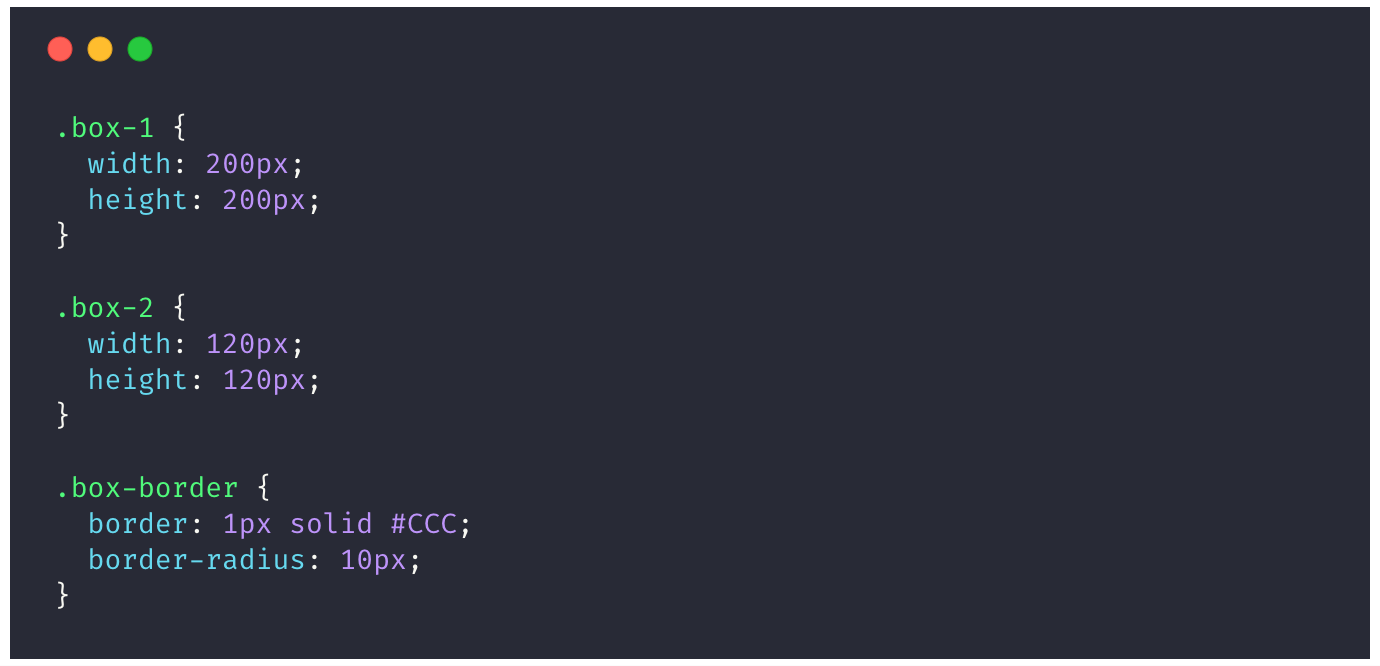 .box-1 {
  width: 200px;
  height: 200px;
}

.box-2 {
  width: 120px;
  height: 120px;
}

.box-border {
  border: 1px solid #CCC;
  border-radius: 10px;
}